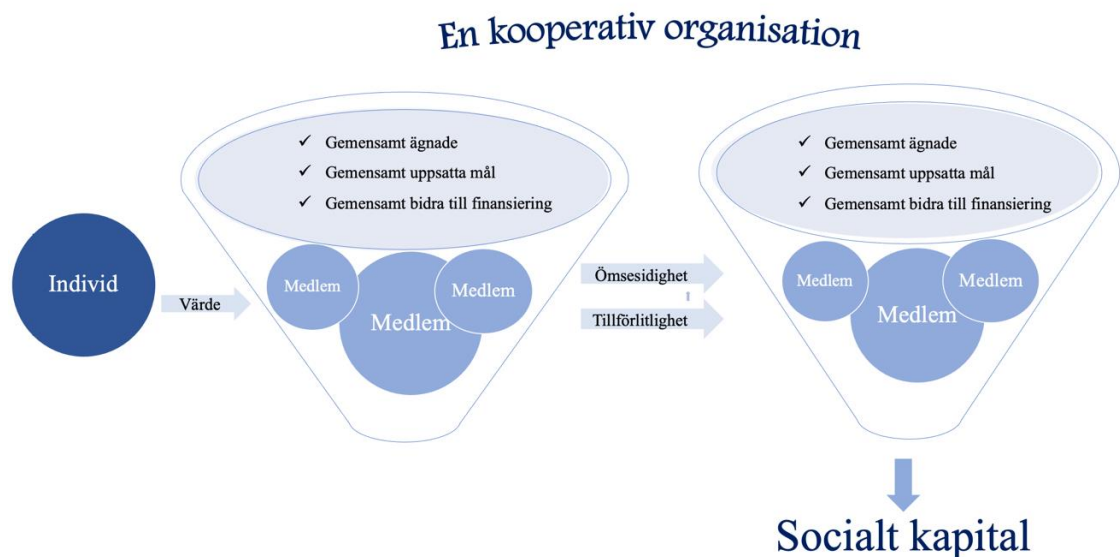 En kooperativ organisation
✓ Gemensamt ägnade
✓ Gemensamt uppsatta mål
✓ Gemensamt bidra till finansiering
Individ
Värde
Medlem
Medlem
Medlem
Ömsesidighet
Tillförlitlighet
✓ Gemensamt ägnade
✓ Gemensamt uppsatta mål
✓ Gemensamt bidra till finansiering
Medlem
Medlem
Medlem
Socialt kapital